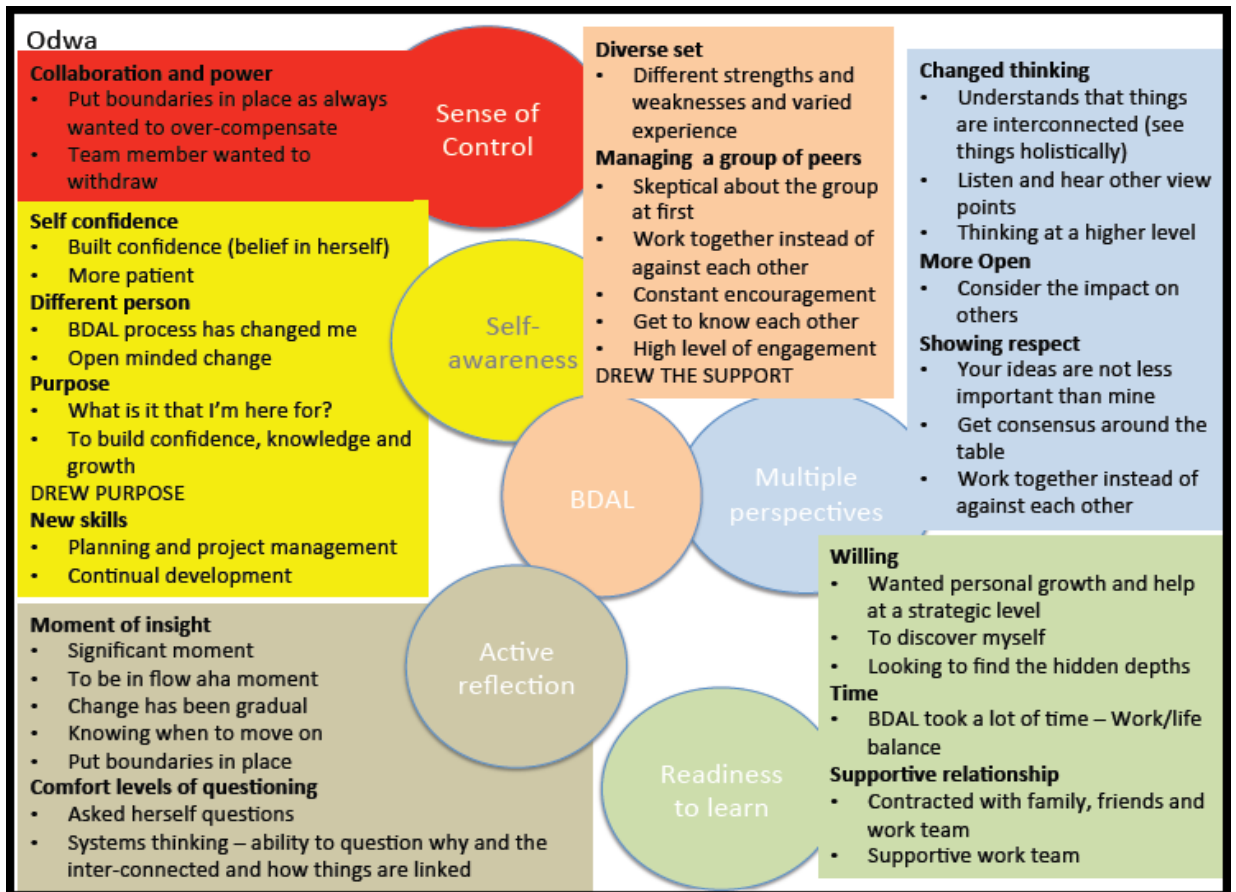 Odwa
Collaboration and power
• Put boundaries in place as always
wanted to over-compensate
• Team member wanted to
withdraw
Sense of
Control
Self confidence
• Built confidence (belief in herself)
• More patient
Different person
• BDAL process has changed me
• Open minded change
Purpose
• What is it that I'm here for?
• To build confidence, knowledge and
growth
DREW PURPOSE
New skills
• Planning and project management
• Continual development
Self-
awareness
Diverse set
• Different strengths and
weaknesses and varied
experience
Managing a group of peers
• Skeptical about the group
at first
• Work together instead of
against each other
• Constant encouragement
• Get to know each other
• High level of engagement
DREW THE SUPPORT
BDAL
Changed thinking
• Understands that things
are interconnected (see
things holistically)
• Listen and hear other view
points
• Thinking at a higher level
More Open
• Consider the impact on
others
Showing respect
• Your ideas are not less
important than mine
• Get consensus around the
table
• Work together instead of
against each other
Multiple
perspectives
Moment of insight
• Significant moment
• To be in flow aha moment
• Change has been gradual
• Knowing when to move on
• Put boundaries in place
Comfort levels of questioning
• Asked herself questions
• Systems thinking – ability to question why and the
inter-connected and how things are linked
Active
reflection
Willing
• Wanted personal growth and help
at a strategic level
• To discover myself
• Looking to find the hidden depths
Time
• BDAL took a lot of time – Work/life
balance
Supportive relationship
• Contracted with family, friends and
work team
• Supportive work team
Readiness
to learn